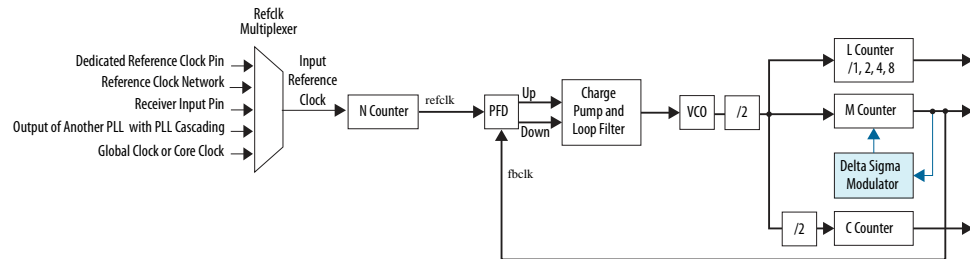 Refclk
Multiplexer
Dedicated Reference Clock Pin
Reference Clock Network
Receiver Input Pin
Output of Another PLL with PLL Cascading
Global Clock or Core Clock
Input
Reference
Clock
N Counter
refclk
PFD
Up
Down
fbclk
Charge
Pump and
Loop Filter
VCO
/2
L Counter
/1, 2, 4, 8
M Counter
Delta Sigma
Modulator
/2
C Counter